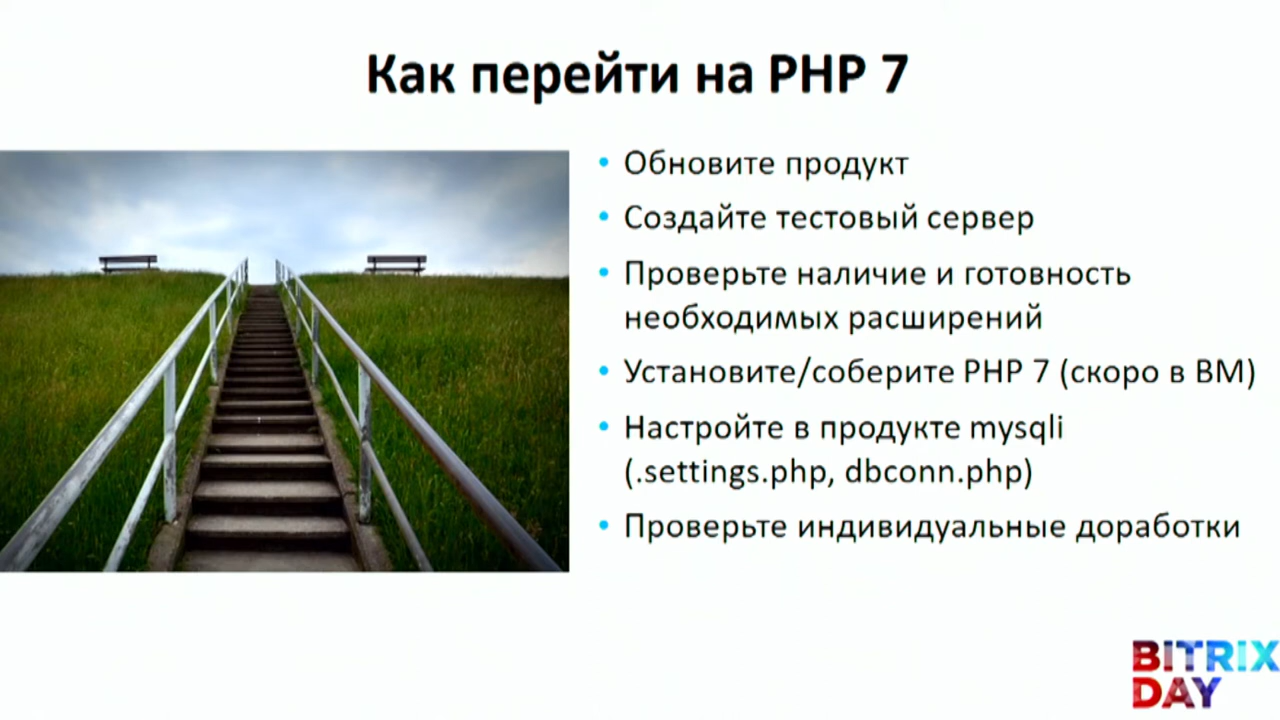 Как перейти на PHP 7
• Обновите продукт
• Создайте тестовый сервер
• Проверьте наличие и готовность
необходимых расширений
• Установите/соберите PHP 7 (скоро в ВМ)
• Настройте в продукте mysqli
(.settings.php, dbconn.php)
• Проверьте индивидуальные доработки
BITRIX
DAY